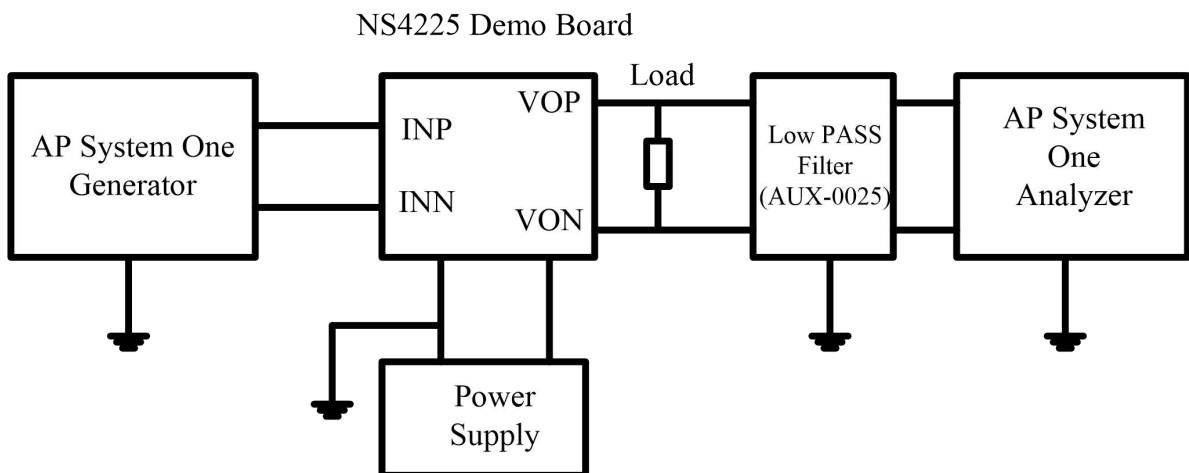 NS4225 Demo Board
AP System One
Generator
INP
INN
VOP
VON
Load
Low PASS
Filter
(AUX-0025)
AP System
One
Analyzer
Power
Supply